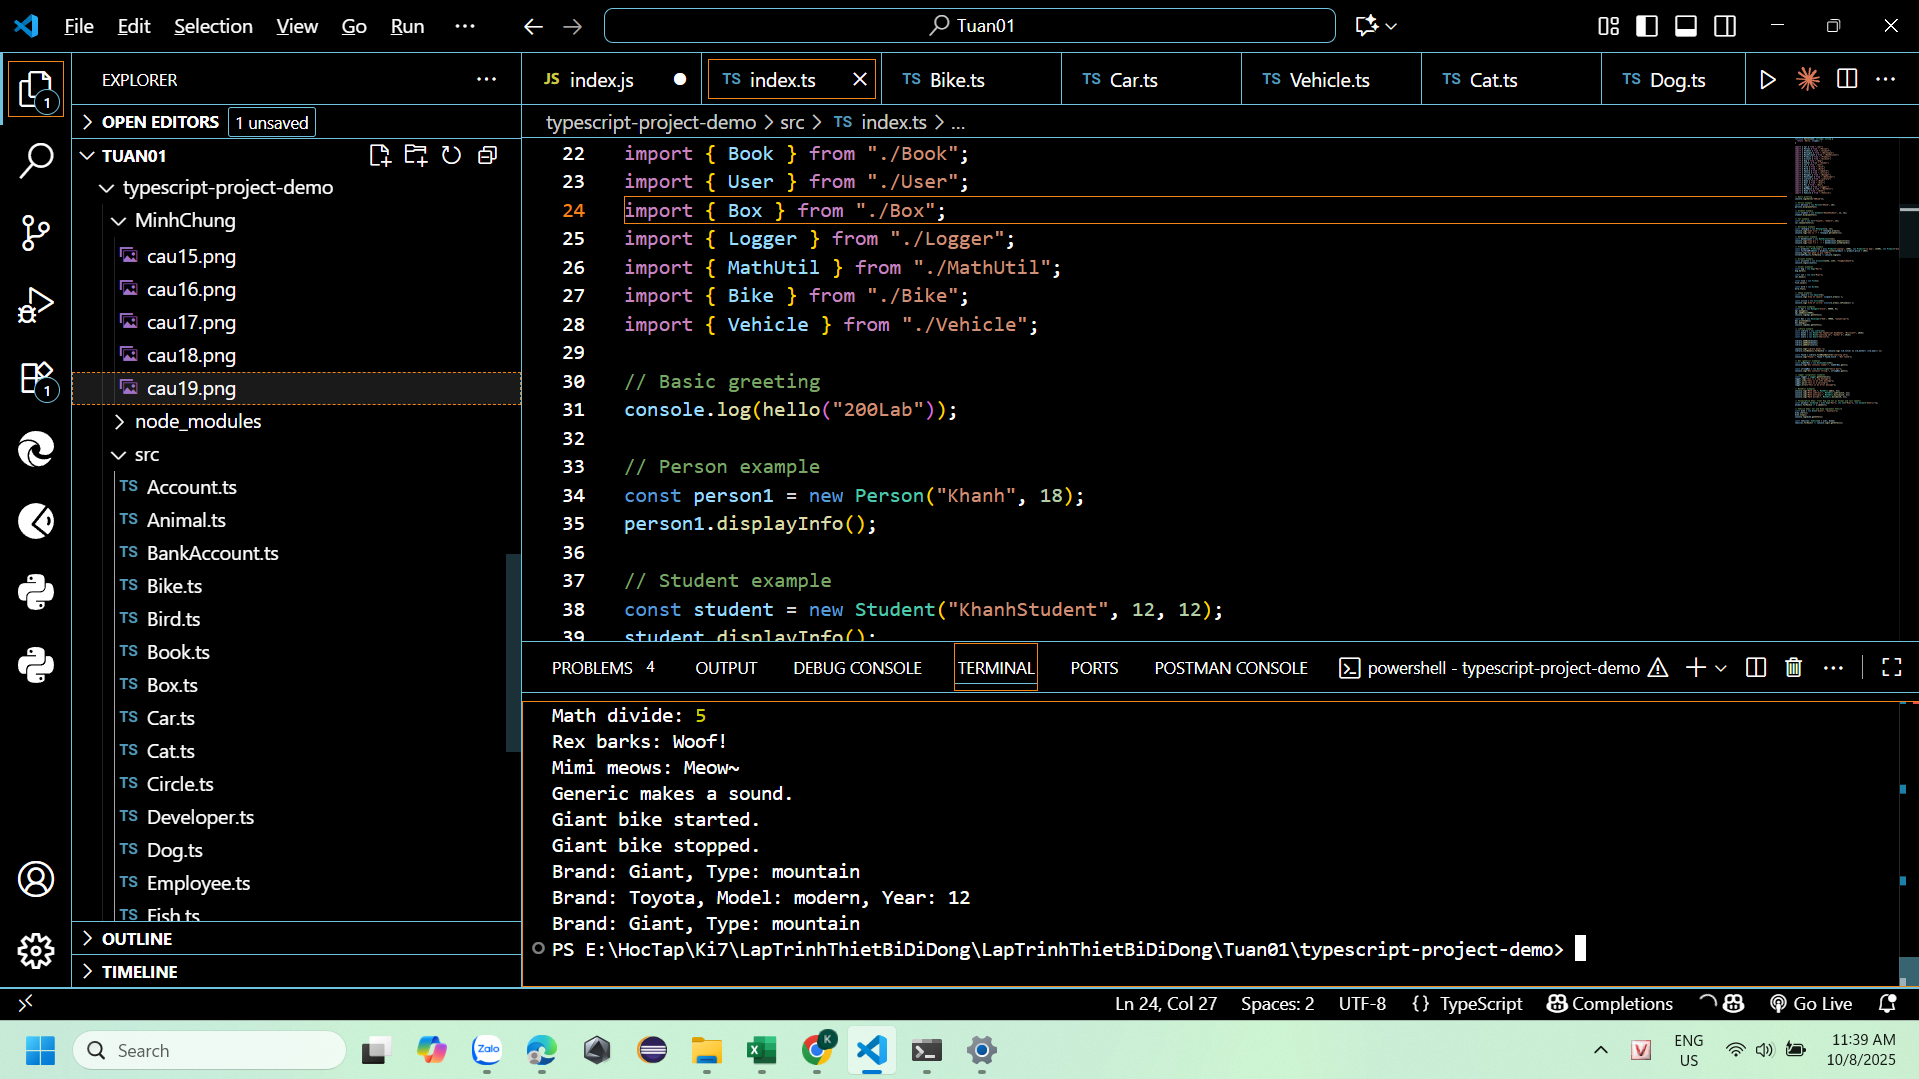 File Edit Selection View Go Run
Tuan01
EXPLORER
JS index.js
TS index.ts
TS Bike.ts
TS Car.ts
TS Vehicle.ts
TS Cat.ts
TS Dog.ts
OPEN EDITORS 1 unsaved
typescript-project-demo > src > TS index.ts > ...
TUAN01
typescript-project-demo
MinhChung
cau15.png
cau16.png
cau17.png
cau18.png
cau19.png
node_modules
src
TS Account.ts
TS Animal.ts
TS BankAccount.ts
TS Bike.ts
TS Bird.ts
TS Book.ts
TS Box.ts
TS Car.ts
TS Cat.ts
TS Circle.ts
TS Developer.ts
TS Dog.ts
TS Employee.ts
TS Fish.ts
OUTLINE
TIMELINE
1
1
22 import { Book } from "./Book";
23 import { User } from "./User";
24 import { Box } from "./Box";
25 import { Logger } from "./Logger";
26 import { MathUtil } from "./MathUtil";
27 import { Bike } from "./Bike";
28 import { Vehicle } from "./Vehicle";
29
30 // Basic greeting
31 console.log(hello("200Lab"));
32
33 // Person example
34 const person1 = new Person("Khanh", 18);
35 person1.displayInfo();
36
37 // Student example
38 const student = new Student("KhanhStudent", 12, 12);
39 student.displayInfo();
PROBLEMS 4 OUTPUT DEBUG CONSOLE TERMINAL PORTS POSTMAN CONSOLE powershell - typescript-project-demo
Math divide: 5
Rex barks: Woof!
Mimi meows: Meow~
Generic makes a sound.
Giant bike started.
Giant bike stopped.
Brand: Giant, Type: mountain
Brand: Toyota, Model: modern, Year: 12
Brand: Giant, Type: mountain
PS E:\HocTap\Ki7\LapTrinhThietBiDiDong\LapTrinhThietBiDiDong\Tuan01\typescript-project-demo>
Ln 24, Col 27 Spaces: 2 UTF-8 {} TypeScript Completions Go Live
Search
Zalo
K
V
ENG
US
11:39 AM
10/8/2025